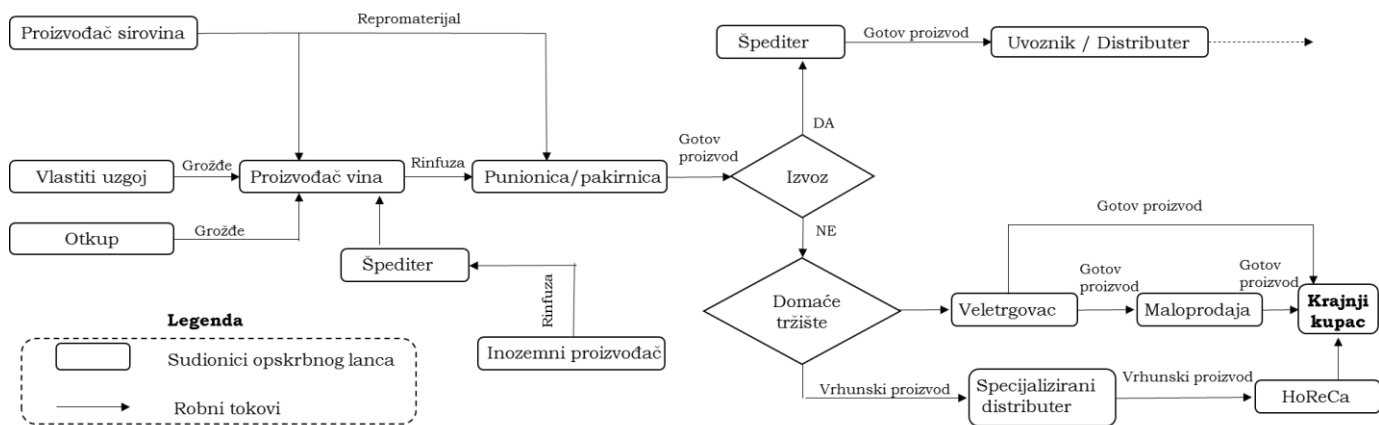 Repromaterijal
Proizvođač sirovina
Špediter
Gotov proizvod
Uvoznik / Distributer
DA
Gotov
proizvod
Vlastiti uzgoj
Grožđe
Proizvođač vina
Rinfuza
Punionica/pakirnica
Izvoz
Otkup
Grožđe
NE
Gotov proizvod
Špediter
Rinfuza
Inozemni proizvođač
Domaće
tržište
Veletrgovac
Gotov
proizvod
Maloprodaja
Gotov
proizvod
Krajnji
kupac
Vrhunski proizvod
Specijalizirani
distributer
Vrhunski proizvod
HoReCa
Legenda
Sudionici opskrbnog lanca
Robni tokovi